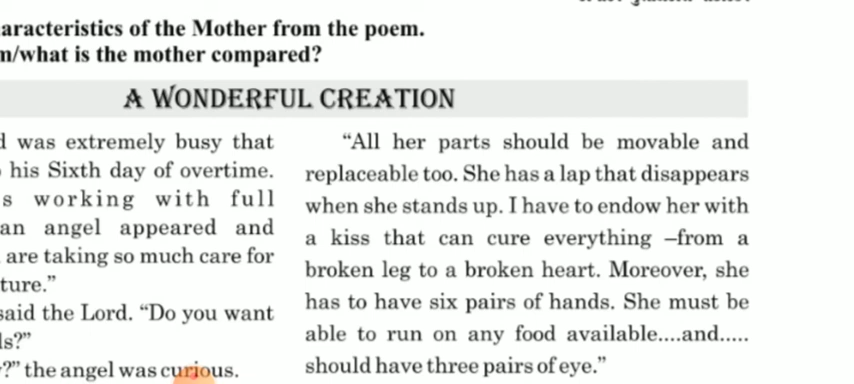 aracteristics of the Mother from the poem.
m/what is the mother compared?
A WONDERFUL CREATION
d was extremely busy that
his Sixth day of overtime.
s working with full
an angel appeared and
are taking so much care for
ture.”
said the Lord. “Do you want
ls?”
?” the angel was curious.
“All her parts should be movable and
replaceable too. She has a lap that disappears
when she stands up. I have to endow her with
a kiss that can cure everything –from a
broken leg to a broken heart. Moreover, she
has to have six pairs of hands. She must be
able to run on any food available....and.....
should have three pairs of eye.”